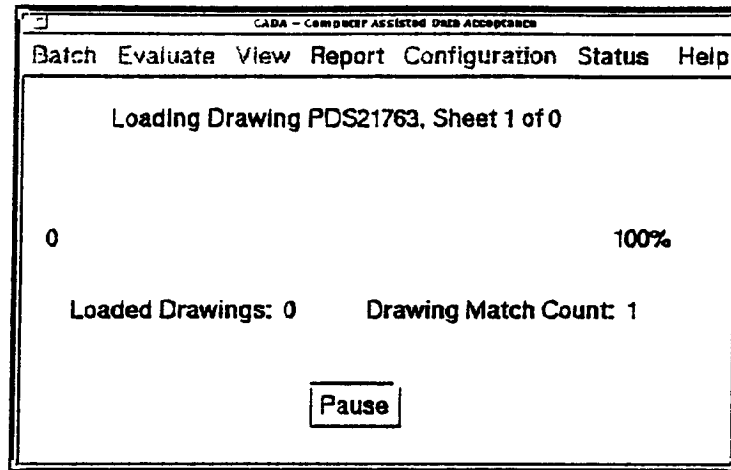 CADA - Computer Assisted Data Acceptance
Batch Evaluate View Report Configuration Status Help
Loading Drawing PDS21763, Sheet 1 of 0
0 100%
Loaded Drawings: 0 Drawing Match Count: 1
Pause